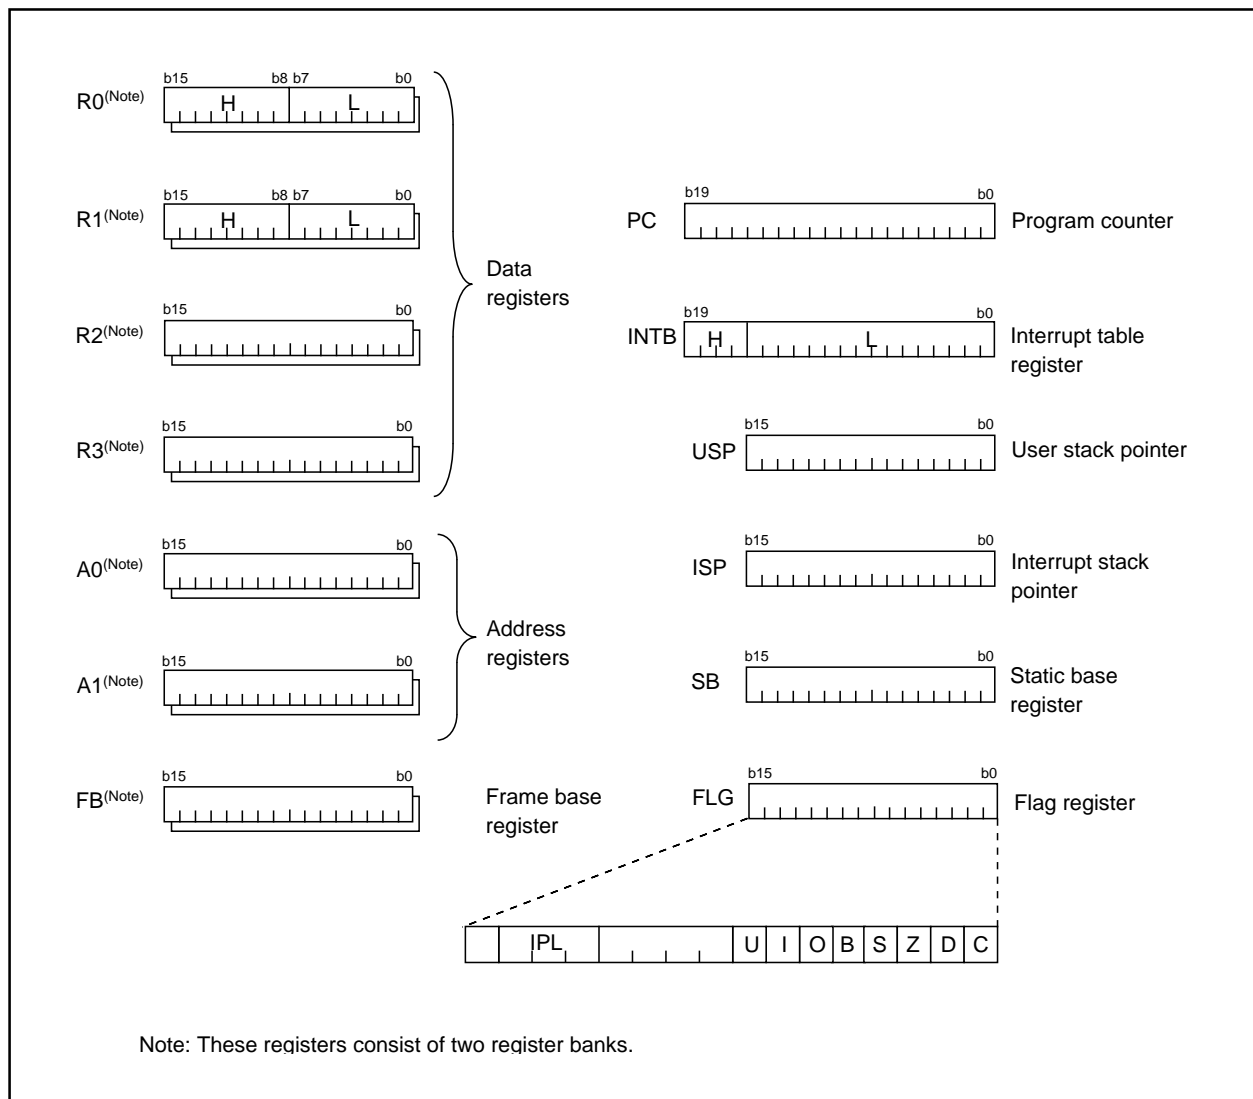 b15 b8 b7 b0
R0(Note) H L
b15 b8 b7 b0
R1(Note) H L
b15 b0
R2(Note)
b15 b0
R3(Note)
Data
registers
b15 b0
A0(Note)
b15 b0
A1(Note)
Address
registers
b15 b0
FB(Note)
Frame base
register
b19 b0
PC Program counter
b19 b0
INTB H L Interrupt table
register
b15 b0
USP User stack pointer
b15 b0
ISP Interrupt stack
pointer
b15 b0
SB Static base
register
b15 b0
FLG Flag register
IPL U I O B S Z D C
Note: These registers consist of two register banks.